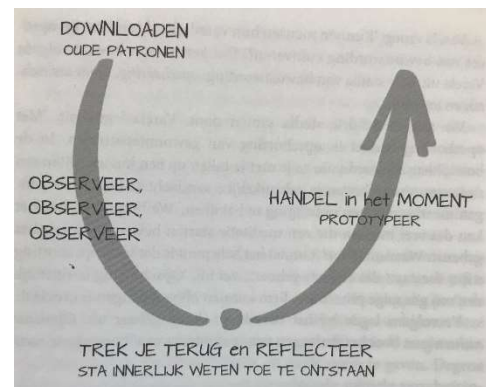 DOWNLOADEN
OUDE PATRONEN
OBSERVEER,
OBSERVEER,
OBSERVEER
HANDEL in het MOMENT
PROTOTYPEER
TREK JE TERUG en REFLECTEER
STA INNERLIJK WETEN TOE TE ONTSTAAN